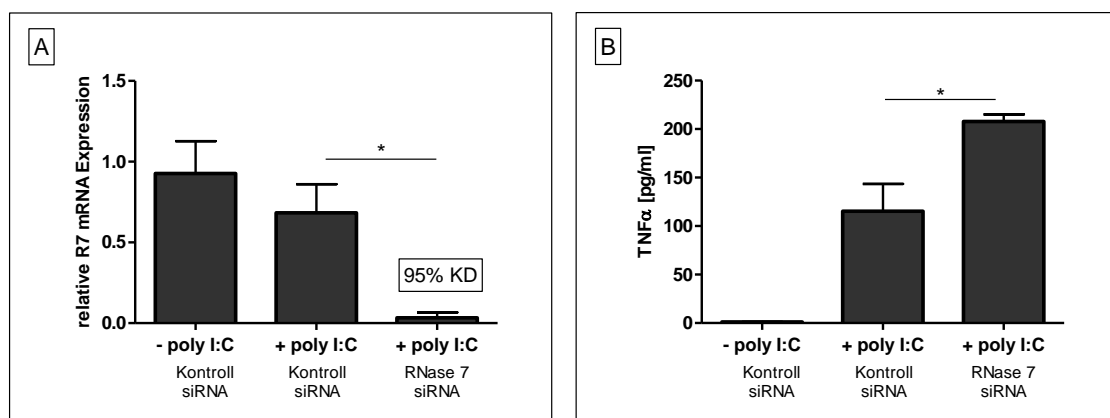 A
relative R7 mRNA Expression
1.5
1.0
0.5
0.0
*
95% KD
- poly I:C + poly I:C + poly I:C
Kontroll Kontroll RNase 7
siRNA siRNA siRNA
B
TNFα [pg/ml]
250
200
150
100
50
0
*
- poly I:C + poly I:C + poly I:C
Kontroll Kontroll RNase 7
siRNA siRNA siRNA